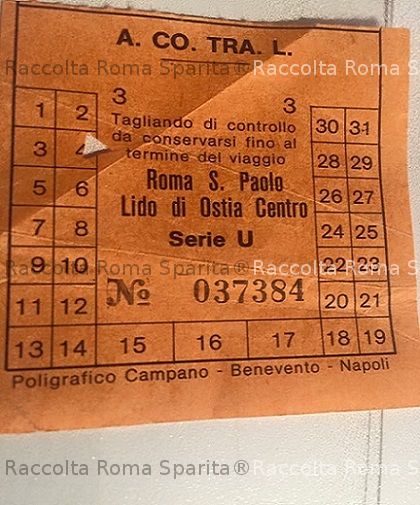 A. CO. TRA. L.
Raccolta Roma Sparita® Raccolta Roma S
3 3
Tagliando di controllo
da conservarsi fino al
termine del viaggio
Roma S. Paolo
Lido di Ostia Centro
Serie U
Nº 037384
1 2
3 4
5 6
7 8
9 10
11 12
13 14 15 16 17 18 19
30 31
28 29
26 27
24 25
22 23
20 21
Raccolta Roma Sparita® Raccolta Roma S
Poligrafico Campano - Benevento - Napoli
Raccolta Roma Sparita® Raccolta Roma S